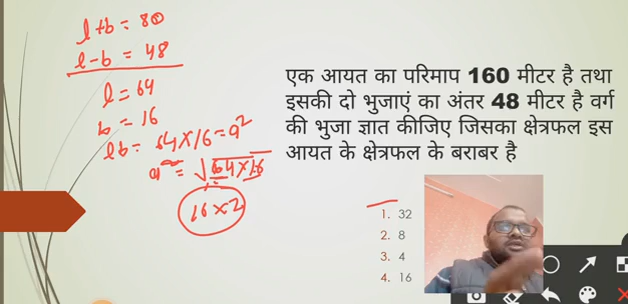 l+b = 80
l-b = 48
l = 64
b = 16
lb = 64×16=a²
a = √64×16
16×2
एक आयत का परिमाप 160 मीटर है तथा
इसकी दो भुजाएं का अंतर 48 मीटर है वर्ग
की भुजा ज्ञात कीजिए जिसका क्षेत्रफल इस
आयत के क्षेत्रफल के बराबर है
1. 32
2. 8
3. 4
4. 16